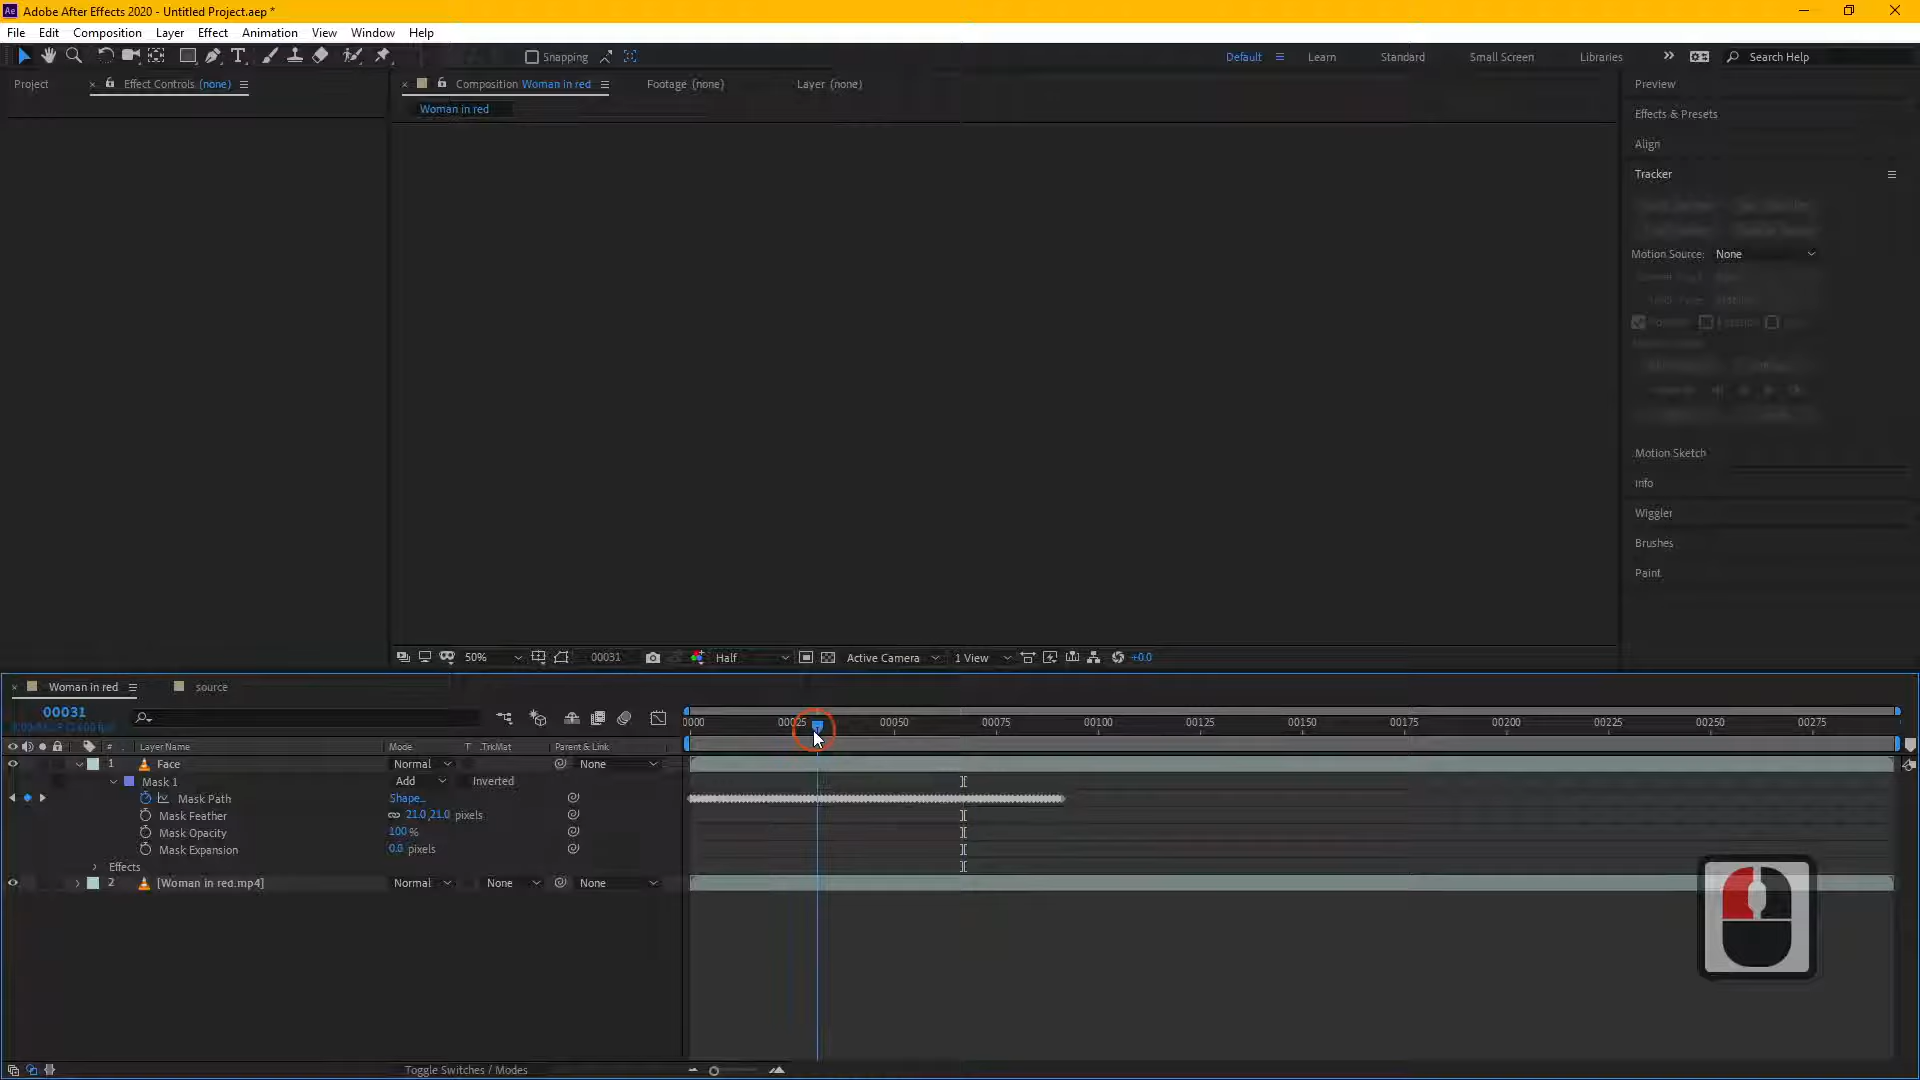 Ae Adobe After Effects 2020 - Untitled Project.aep *
File Edit Composition Layer Effect Animation View Window Help
Snapping Default Learn Standard Small Screen Libraries Search Help
Project Effect Controls (none) Composition Woman in red Footage (none) Layer (none)
Woman in red
Preview
Effects & Presets
Align
Tracker
Motion Source: None
Motion Sketch
Info
Wiggler
Brushes
Paint
50% 00031 Half Active Camera 1 View +0.0
Woman in red source
00031
0000 00025 00050 00075 00100 00125 00150 00175 00200 00225 00250 00275
# Layer Name Mode T .TrkMat Parent & Link
1 Face Normal None
Mask 1 Add Inverted
Mask Path Shape...
Mask Feather 21.0,21.0 pixels
Mask Opacity 100 %
Mask Expansion 0.0 pixels
Effects
2 [Woman in red.mp4] Normal None None
Toggle Switches / Modes